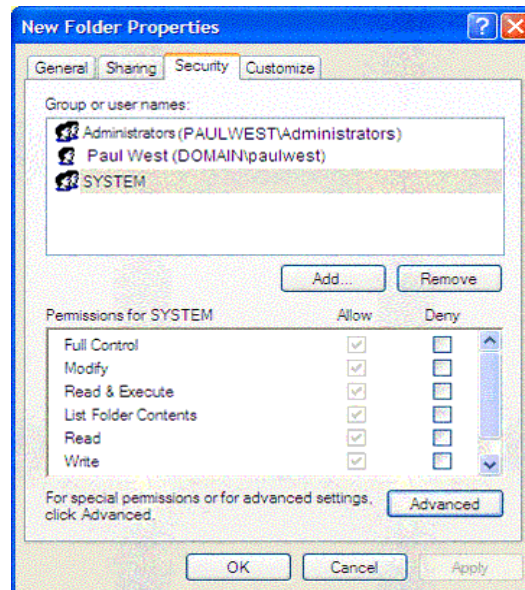 New Folder Properties
General Sharing Security Customize
Group or user names:
Administrators (PAULWEST\Administrators)
Paul West (DOMAIN\paulwest)
SYSTEM
Add... Remove
Permissions for SYSTEM Allow Deny
Full Control
Modify
Read & Execute
List Folder Contents
Read
Write
For special permissions or for advanced settings,
click Advanced.
Advanced
OK Cancel Apply